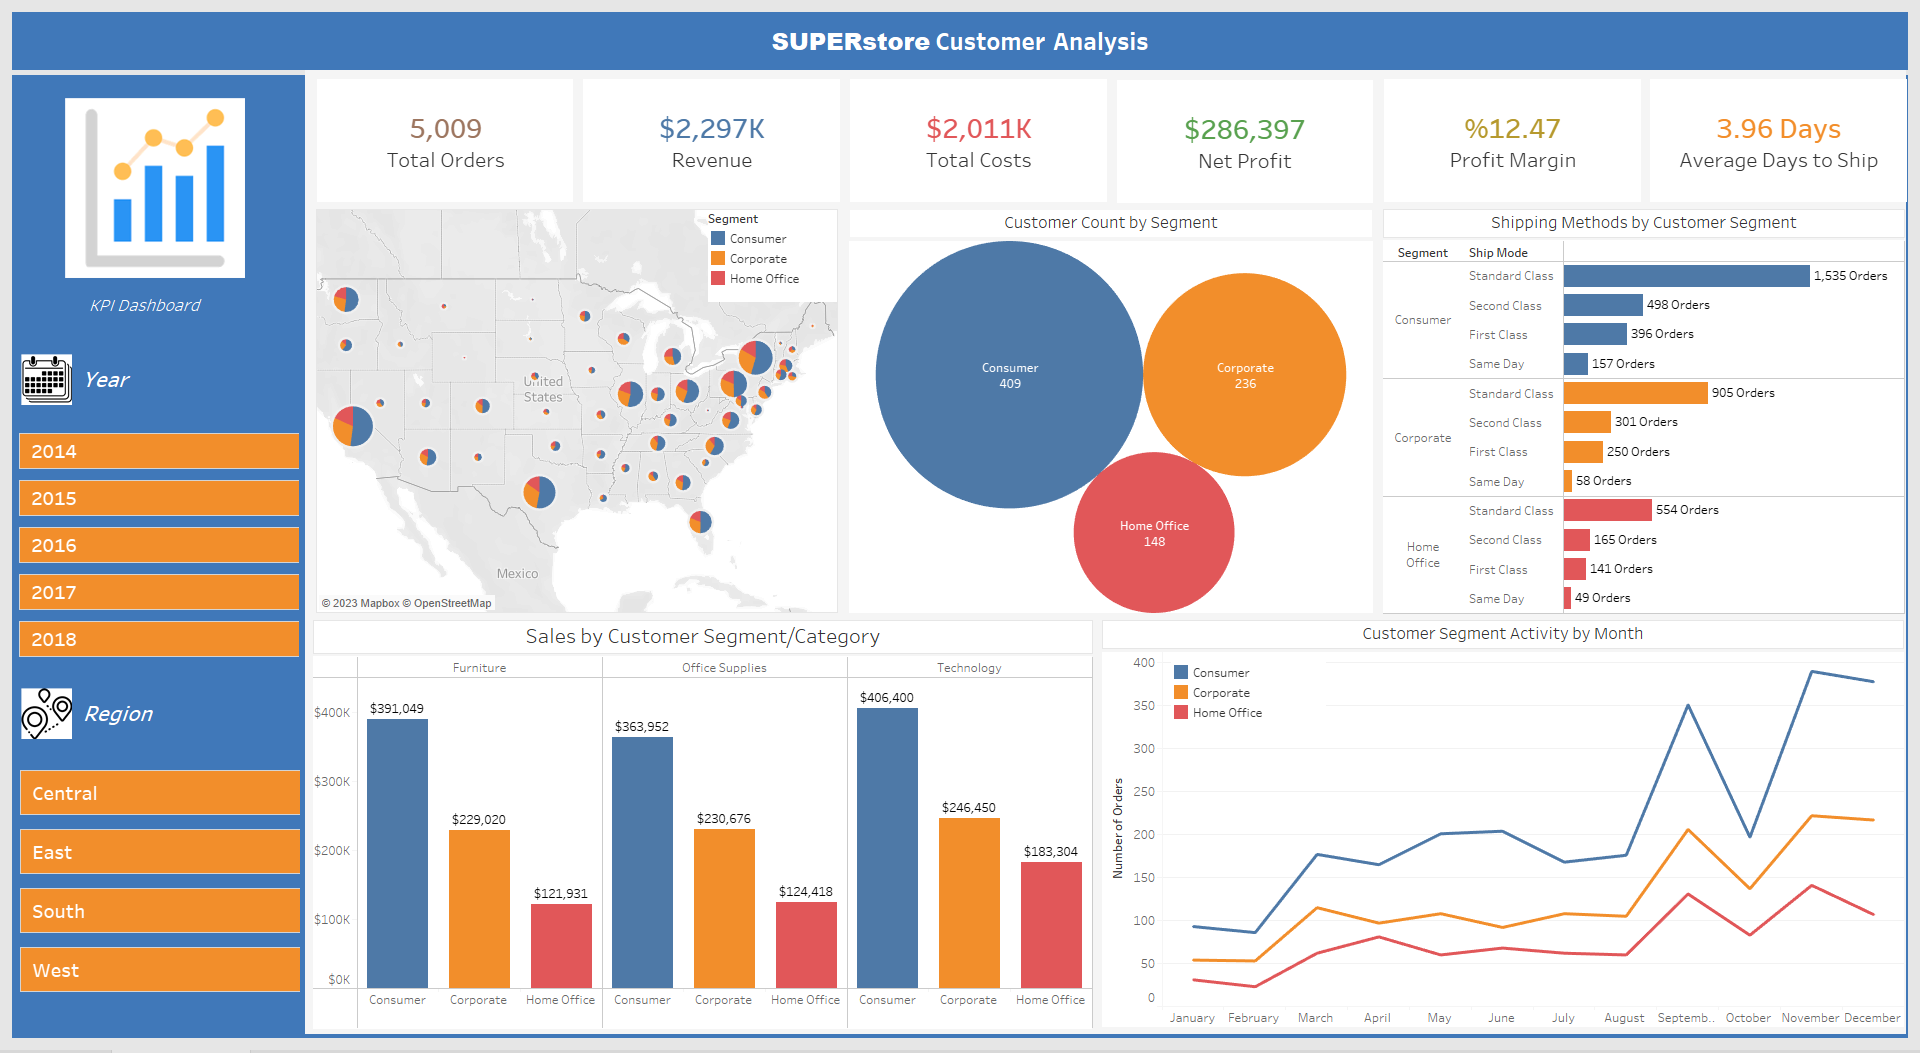 SUPERstore Customer Analysis
KPI Dashboard
Year
2014
2015
2016
2017
2018
Region
Central
East
South
West
5,009
Total Orders
$2,297K
Revenue
$2,011K
Total Costs
$286,397
Net Profit
%12.47
Profit Margin
3.96 Days
Average Days to Ship
Segment
Consumer
Corporate
Home Office
United
States
Mexico
© 2023 Mapbox © OpenStreetMap
Customer Count by Segment
Consumer
409
Corporate
236
Home Office
148
Shipping Methods by Customer Segment
Segment Ship Mode
Consumer
Standard Class 1,535 Orders
Second Class 498 Orders
First Class 396 Orders
Same Day 157 Orders
Corporate
Standard Class 905 Orders
Second Class 301 Orders
First Class 250 Orders
Same Day 58 Orders
Home
Office
Standard Class 554 Orders
Second Class 165 Orders
First Class 141 Orders
Same Day 49 Orders
Sales by Customer Segment/Category
Furniture Office Supplies Technology
$400K
$300K
$200K
$100K
$0K
$391,049
$229,020
$121,931
$363,952
$230,676
$124,418
$406,400
$246,450
$183,304
Consumer Corporate Home Office Consumer Corporate Home Office Consumer Corporate Home Office
Customer Segment Activity by Month
Consumer
Corporate
Home Office
Number of Orders
400
350
300
250
200
150
100
50
0
January February March April May June July August Septemb.. October November December